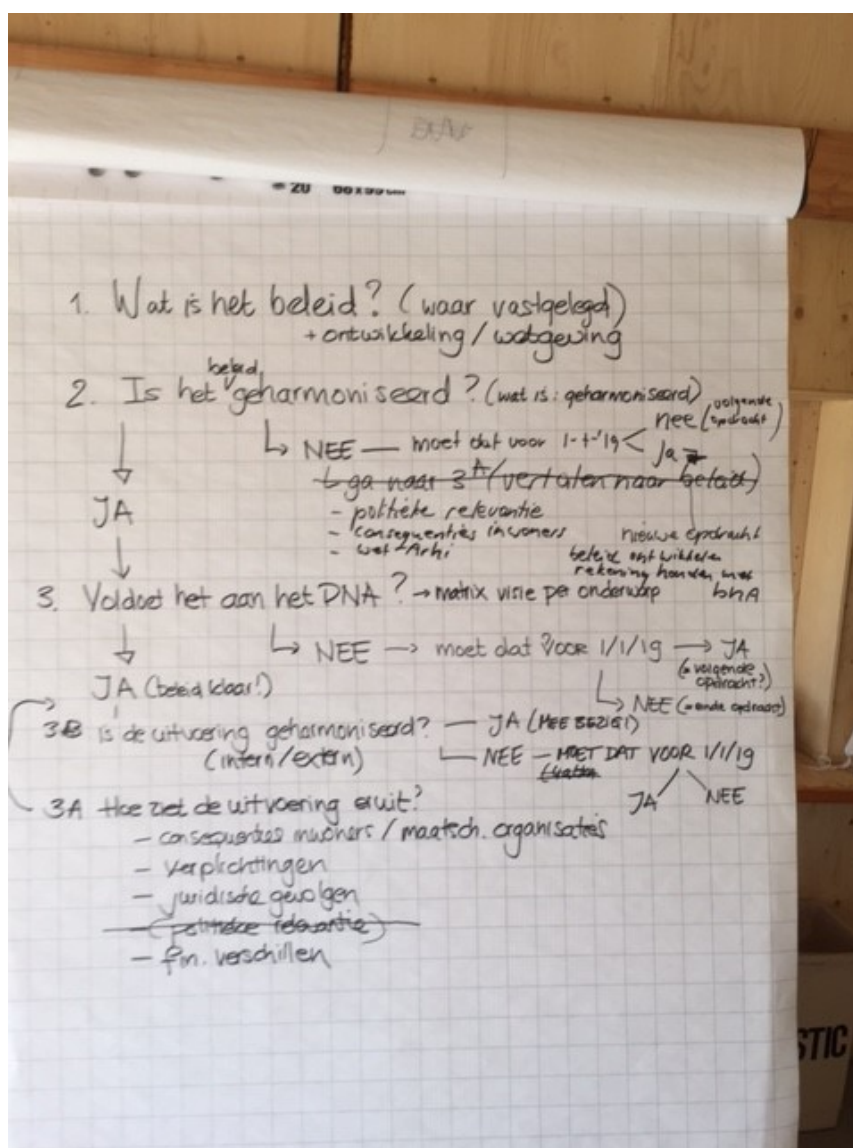 1. Wat is het beleid? (waar vastgelegd)
+ ontwikkeling / wetgeving
beleid
2. Is het geharmoniseerd? (wat is: geharmoniseerd)
nee (volgende opdracht)
↳ NEE — moet dat voor 1-1-'19 <
Ja
ga naar 3A (vertalen naar beleid)
JA
- politieke relevantie
- consequenties inwoners
- wet-Arhi
nieuwe opdracht
beleid ontwikkelen
rekening houden met
DNA
3. Voldoet het aan het DNA? → matrix visie per onderwerp
↳ NEE → moet dat voor 1/1/19 → JA
(= volgende opdracht?)
JA (beleid klaar!)
↳ NEE (= einde opdracht)
3B is de uitvoering geharmoniseerd? — JA (MEE BEZIG!)
(intern/extern)
NEE — MOET DAT VOOR 1/1/19
JA NEE
3A Hoe ziet de uitvoering eruit?
- consequenties inwoners / maatsch. organisaties
- verplichtingen
- juridische gevolgen
- (politieke relevantie)
- fin. verschillen
STIC